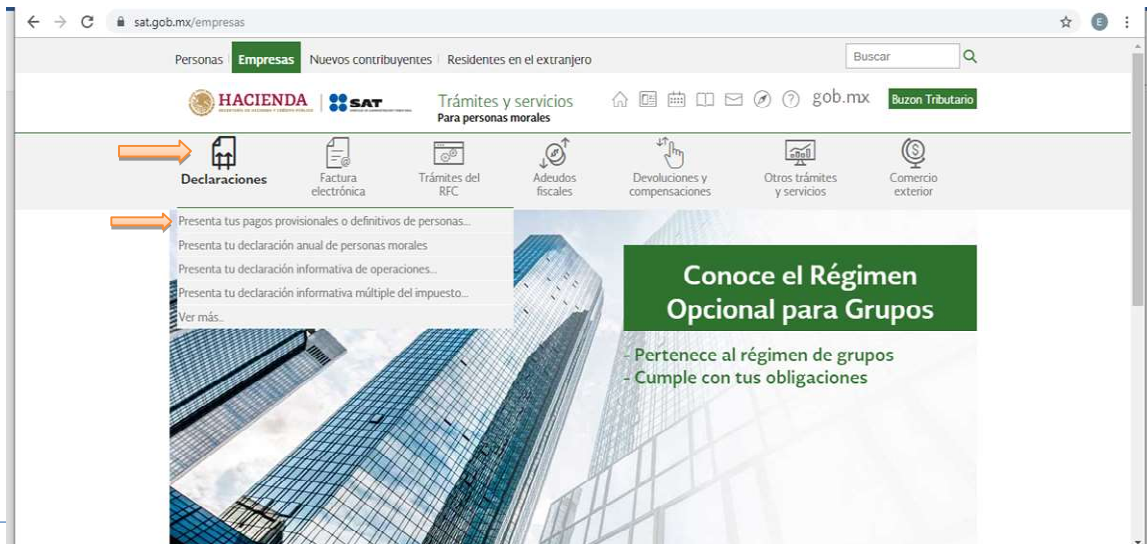 sat.gob.mx/empresas
E
Personas Empresas Nuevos contribuyentes Residentes en el extranjero Buscar
HACIENDA SAT Trámites y servicios gob.mx Buzon Tributario
Para personas morales
Declaraciones Factura electrónica Trámites del RFC Adeudos fiscales Devoluciones y compensaciones Otros trámites y servicios Comercio exterior
Presenta tus pagos provisionales o definitivos de personas...
Presenta tu declaración anual de personas morales
Presenta tu declaración informativa de operaciones...
Presenta tu declaración informativa múltiple del impuesto...
Ver más..
Conoce el Régimen
Opcional para Grupos
- Pertenece al régimen de grupos
- Cumple con tus obligaciones